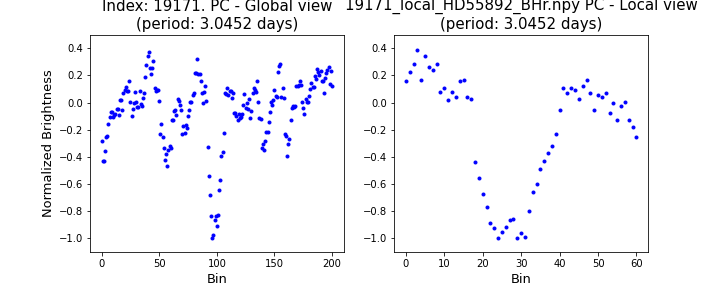 Index: 19171. PC - Global view
(period: 3.0452 days)
19171_local_HD55892_BHr.npy PC - Local view
(period: 3.0452 days)
Normalized Brightness
0.4
0.2
0.0
−0.2
−0.4
−0.6
−0.8
−1.0
0 50 100 150 200
Bin
0.4
0.2
0.0
−0.2
−0.4
−0.6
−0.8
−1.0
0 10 20 30 40 50 60
Bin